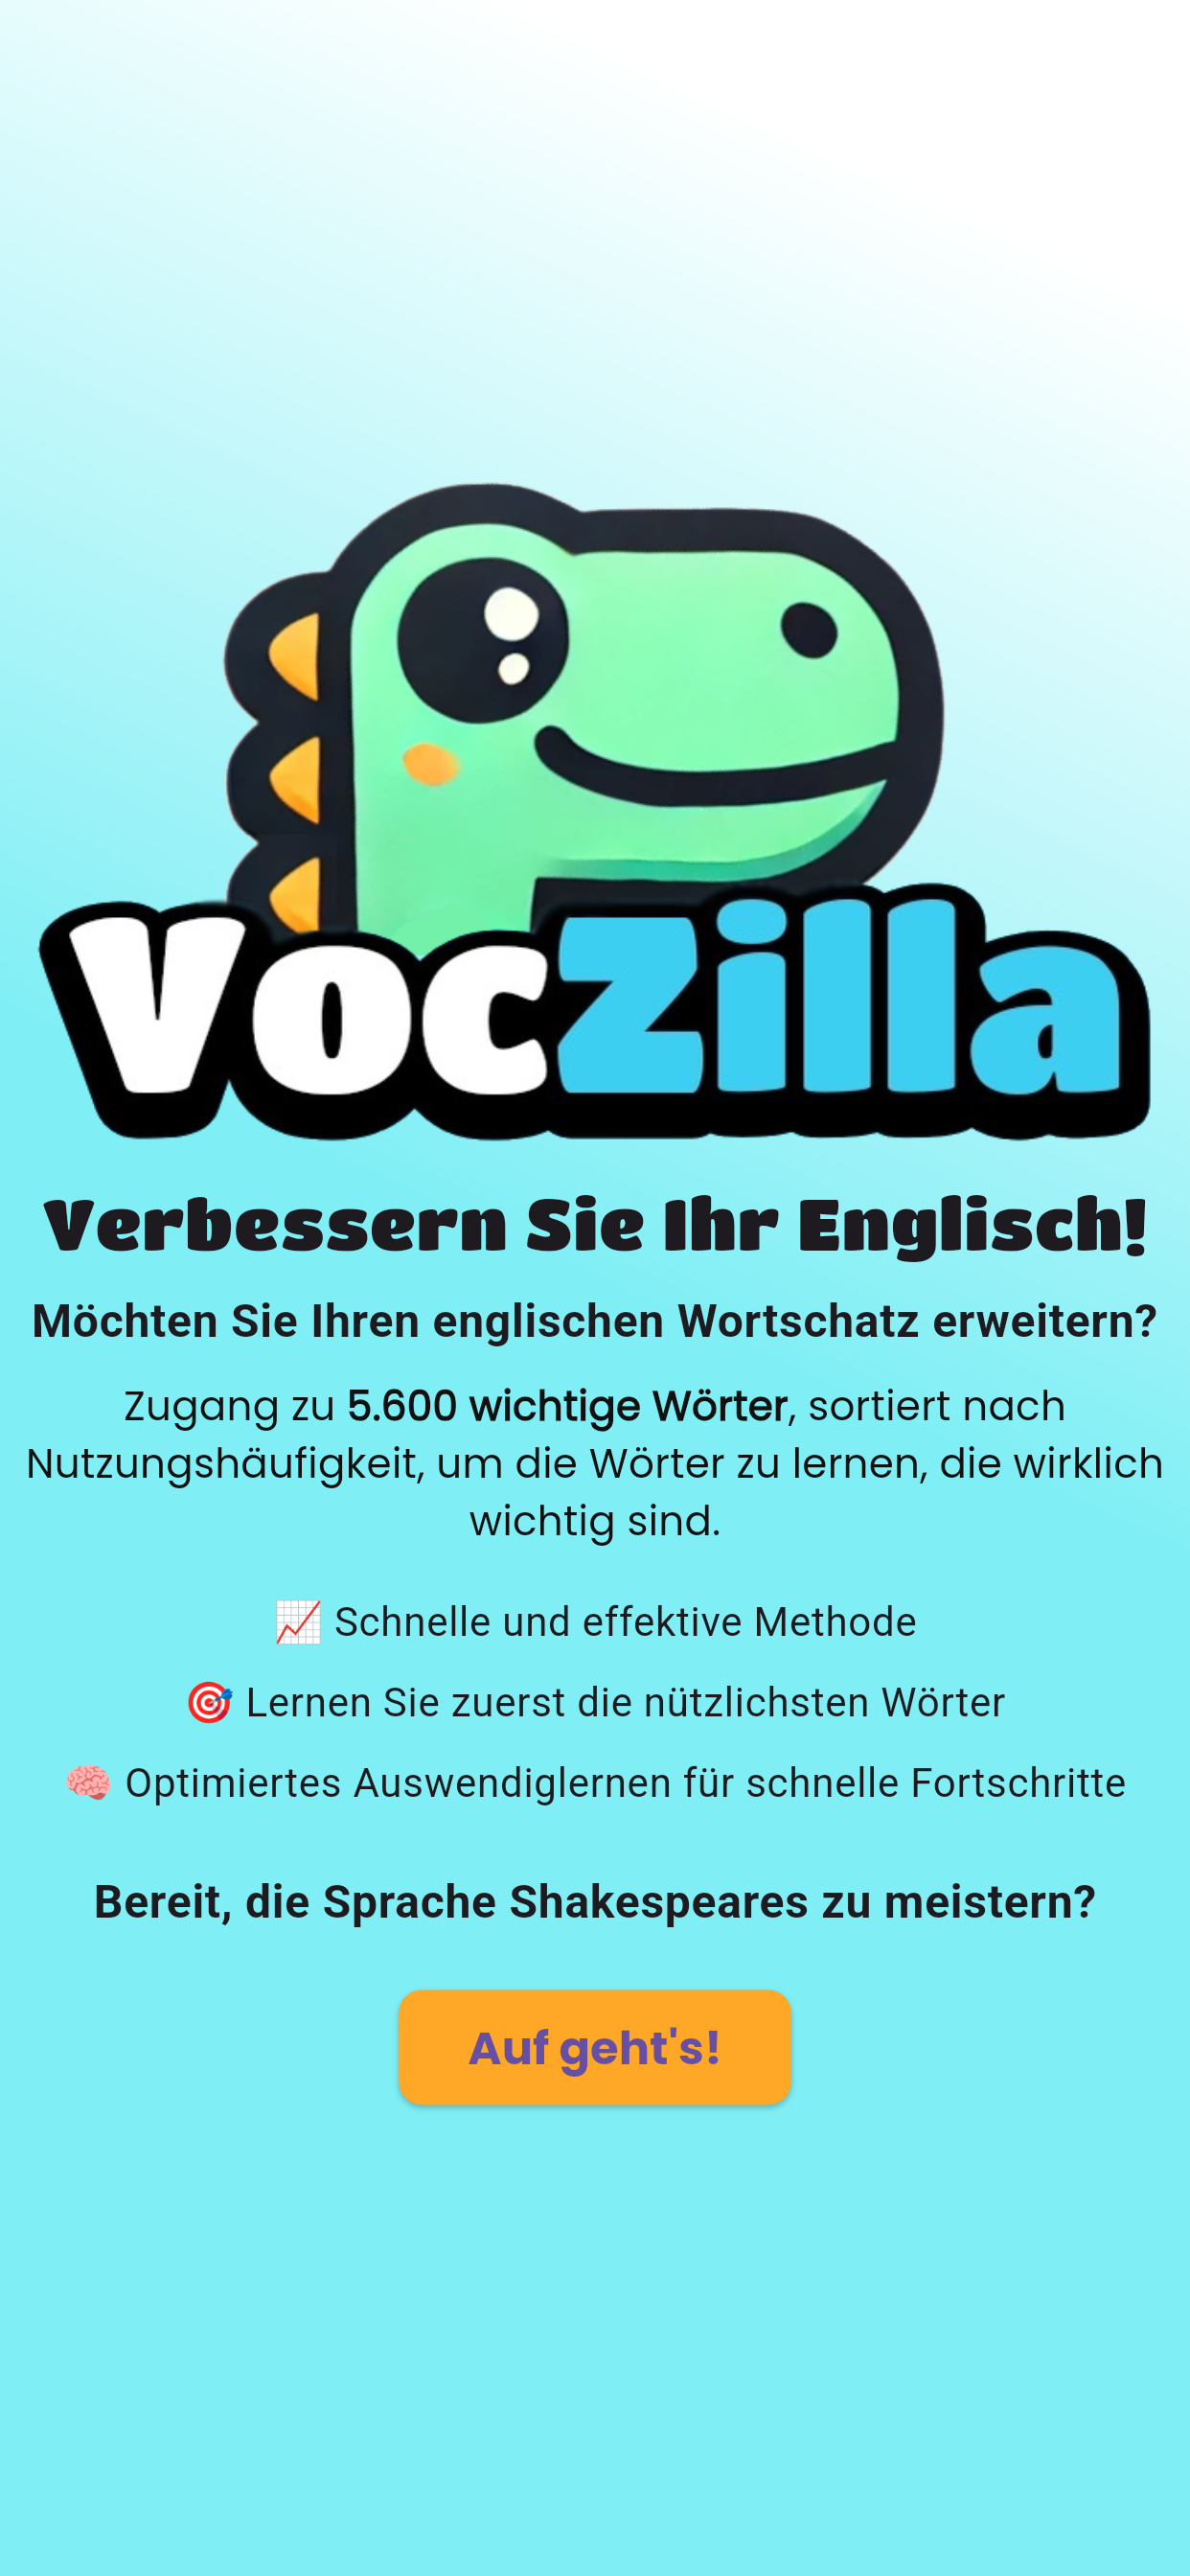 VocZilla
Verbessern Sie Ihr Englisch!
Möchten Sie Ihren englischen Wortschatz erweitern?
Zugang zu 5.600 wichtige Wörter, sortiert nach
Nutzungshäufigkeit, um die Wörter zu lernen, die wirklich
wichtig sind.
📈 Schnelle und effektive Methode
🎯 Lernen Sie zuerst die nützlichsten Wörter
🧠 Optimiertes Auswendiglernen für schnelle Fortschritte
Bereit, die Sprache Shakespeares zu meistern?
Auf geht's!